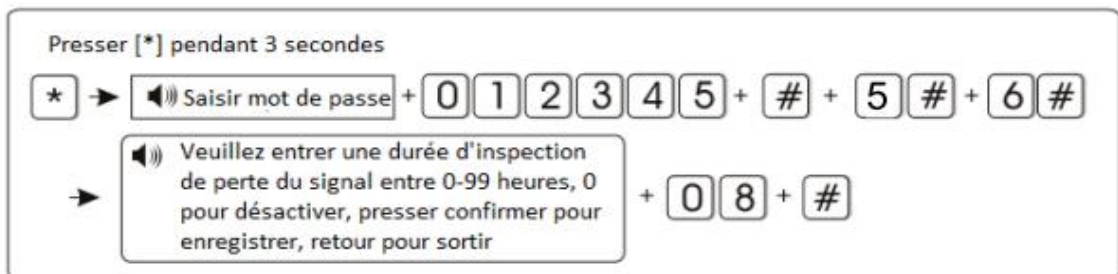 Presser [*] pendant 3 secondes
* Saisir mot de passe + 0 1 2 3 4 5 + # + 5 # + 6 #
Veuillez entrer une durée d'inspection
de perte du signal entre 0-99 heures, 0
pour désactiver, presser confirmer pour
enregistrer, retour pour sortir
+ 0 8 + #